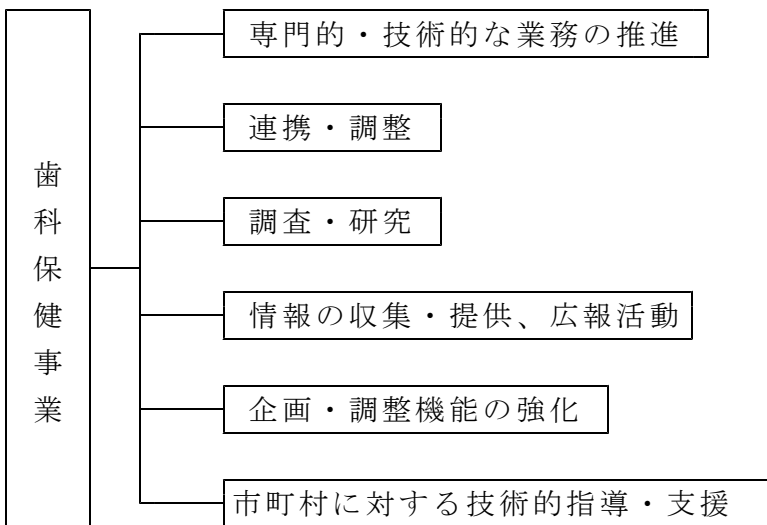 歯科保健事業
専門的・技術的な業務の推進
連携・調整
調査・研究
情報の収集・提供、広報活動
企画・調整機能の強化
市町村に対する技術的指導・支援